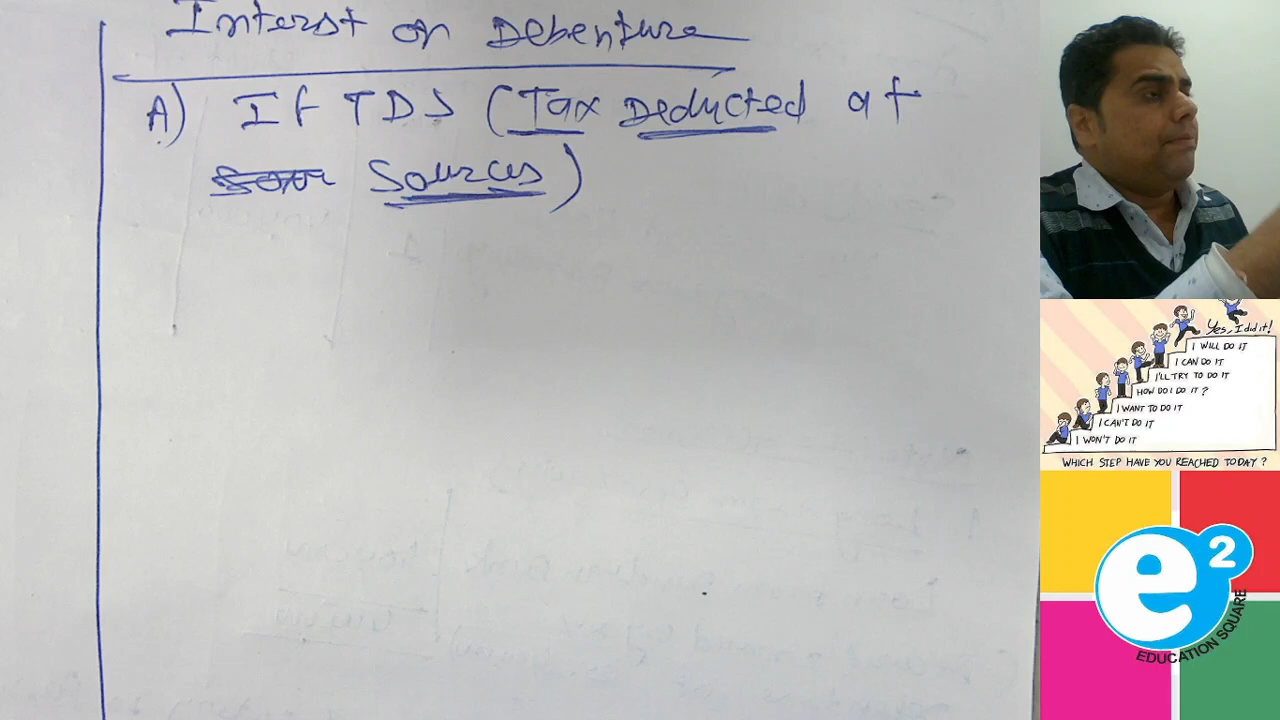 Interst on Debenture
A) If TDS (Tax Deducted at
Sources)
Yes, I did it!
I WILL DO IT
I CAN DO IT
I'LL TRY TO DO IT
HOW DO I DO IT?
I WANT TO DO IT
I CAN'T DO IT
I WON'T DO IT
WHICH STEP HAVE YOU REACHED TODAY?
e2
EDUCATION SQUARE